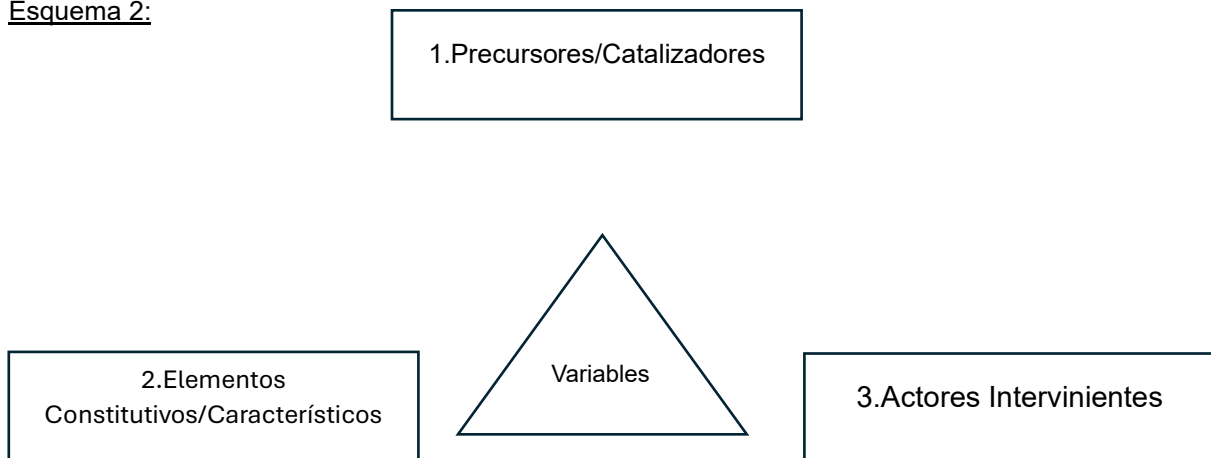 Esquema 2:
1.Precursores/Catalizadores
Variables
2.Elementos
Constitutivos/Característicos
3.Actores Intervinientes